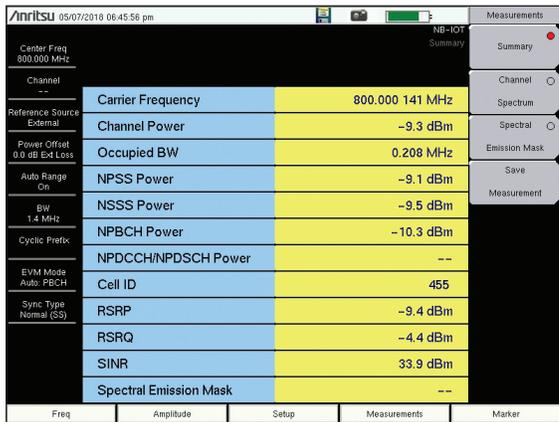 Anritsu 05/07/2018 06:45:56 pm
Measurements
NB-IOT
Summary
Center Freq
800.000 MHz
Channel
--
Reference Source
External
Power Offset
0.0 dB Ext Loss
Auto Range
On
BW
1.4 MHz
Cyclic Prefix
EVM Mode
Auto: PBCH
Sync Type
Normal (SS)
Carrier Frequency 800.000 141 MHz
Channel Power -9.3 dBm
Occupied BW 0.208 MHz
NPSS Power -9.1 dBm
NSSS Power -9.5 dBm
NPBCH Power -10.3 dBm
NPDCCH/NPDSCH Power --
Cell ID 455
RSRP -9.4 dBm
RSRQ -4.4 dBm
SINR 33.9 dBm
Spectral Emission Mask --
Summary
Channel
Spectrum
Spectral
Emission Mask
Save
Measurement
Freq Amplitude Setup Measurements Marker